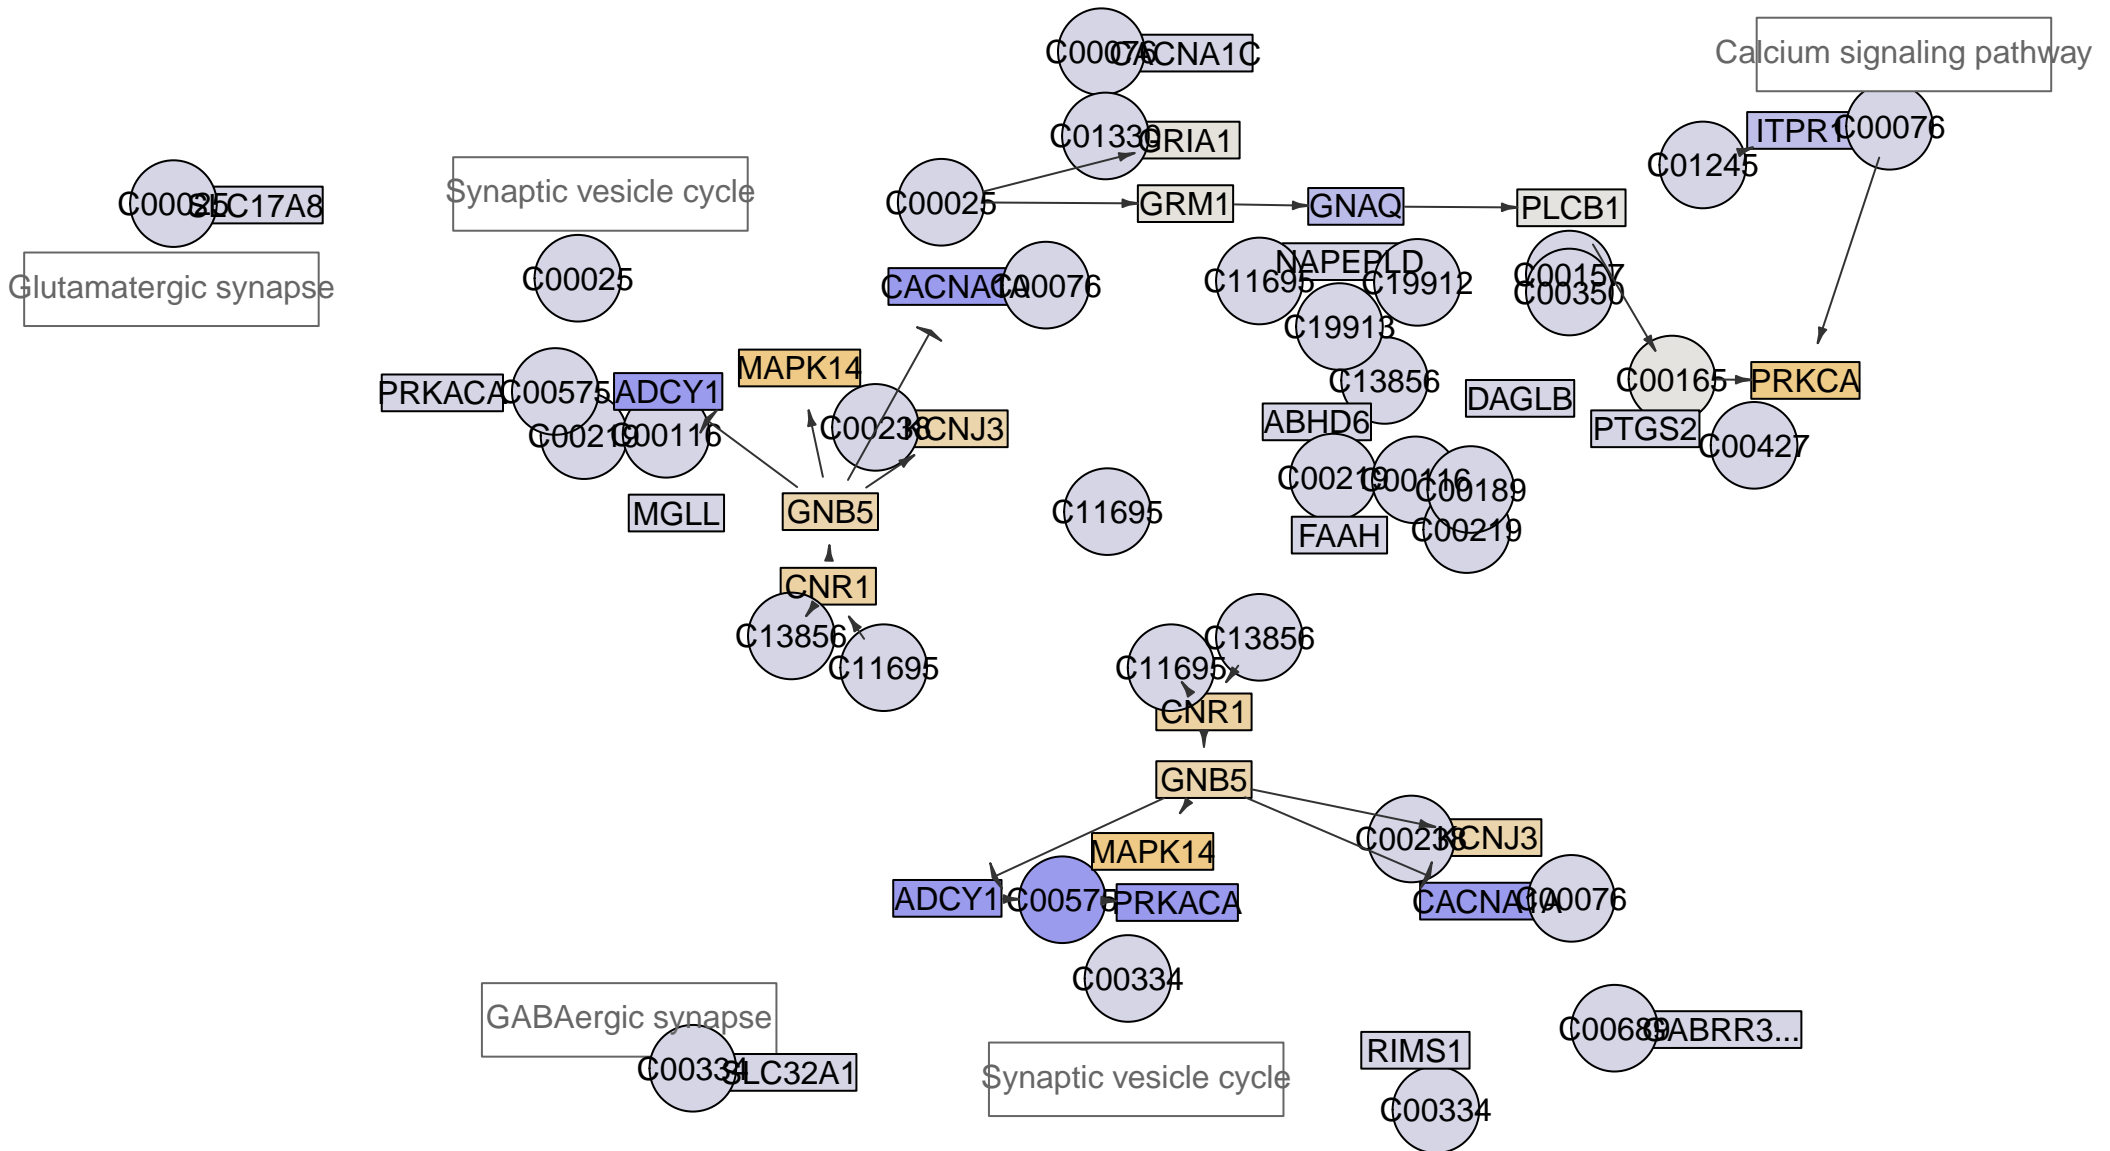 C00076
CACNA1C
Calcium signaling pathway
C01330
GRIA1
ITPR1
C00076
C01245
Synaptic vesicle cycle
C00025
SLC17A8
C00025
GRM1
GNAQ
PLCB1
Glutamatergic synapse
C00025
CACNA1A
C00076
C11695
NAPEPLD
C19912
C00157
C00350
C19913
MAPK14
PRKACA
C00575
ADCY1
C13856
DAGLB
C00165
PRKCA
C00219
C00116
C00238
KCNJ3
ABHD6
PTGS2
C00427
C00219
C00116
C00189
MGLL
GNB5
C11695
FAAH
C00219
CNR1
C13856
C11695
C11695
C13856
CNR1
GNB5
MAPK14
C00238
KCNJ3
ADCY1
C00575
PRKACA
CACNA1A
C00076
C00334
GABAergic synapse
C00689
GABRR3...
C00334
SLC32A1
Synaptic vesicle cycle
RIMS1
C00334